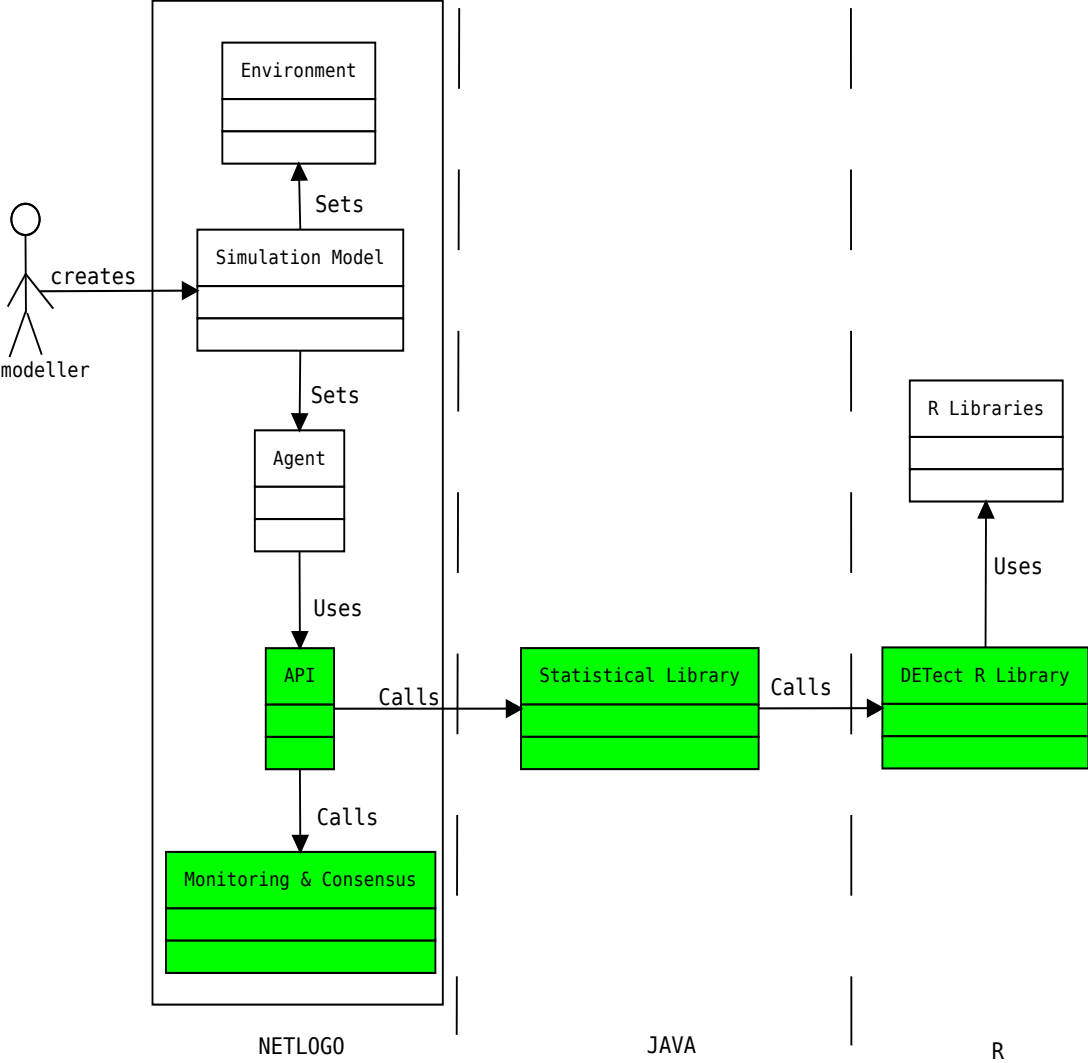 Environment
Sets
Simulation Model
creates
modeller
Sets
R Libraries
Agent
Uses
Uses
API
Statistical Library
DETect R Library
Calls
Calls
Calls
Monitoring & Consensus
NETLOGO
JAVA
R